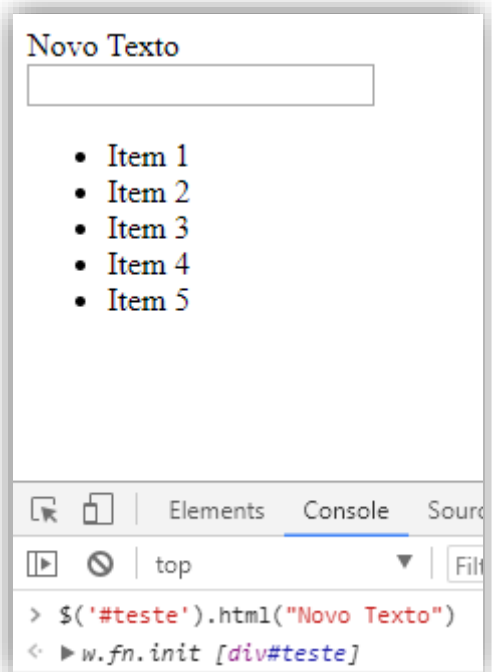 Novo Texto
Item 1
Item 2
Item 3
Item 4
Item 5
Elements Console
top
> $('#teste').html("Novo Texto")
w.fn.init [div#teste]